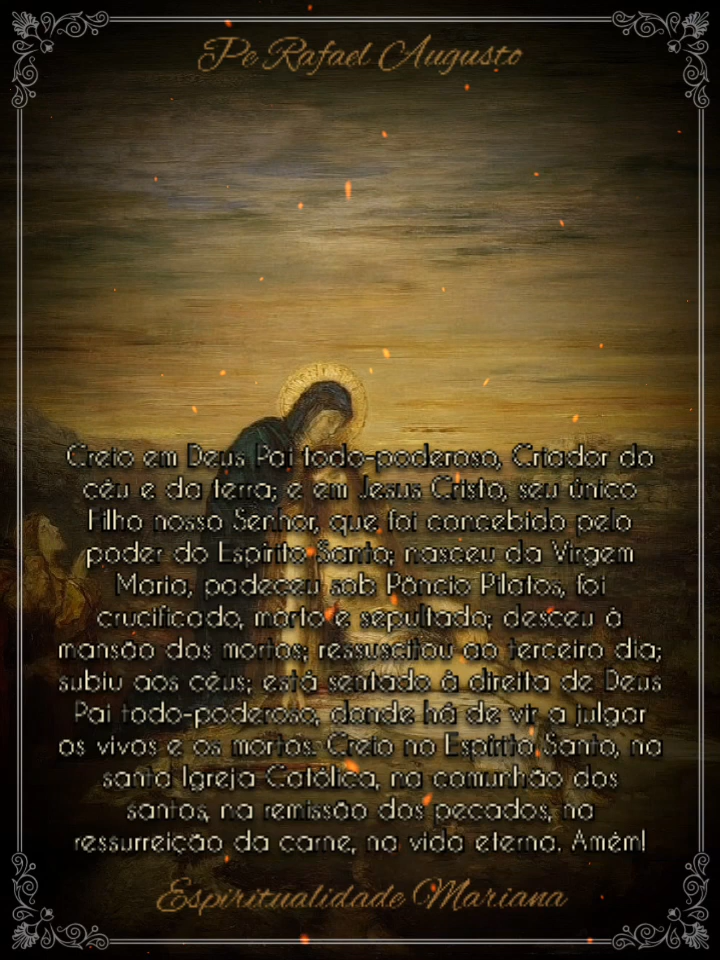 Pe Rafael Augusto
Creio em Deus Pai todo-poderoso, Criador do
céu e da terra; e em Jesus Cristo, seu único
Filho nosso Senhor, que foi concebido pelo
poder do Espírito Santo; nasceu da Virgem
Maria, padeceu sob Pôncio Pilatos, foi
crucificado, morto e sepultado; desceu à
mansão dos mortos; ressuscitou ao terceiro dia;
subiu aos céus; está sentado à direita de Deus
Pai todo-poderoso, donde há de vir a julgar
os vivos e os mortos. Creio no Espírito Santo, na
santa Igreja Católica, na comunhão dos
santos, na remissão dos pecados, na
ressurreição da carne, na vida eterna. Amém!
Espiritualidade Mariana